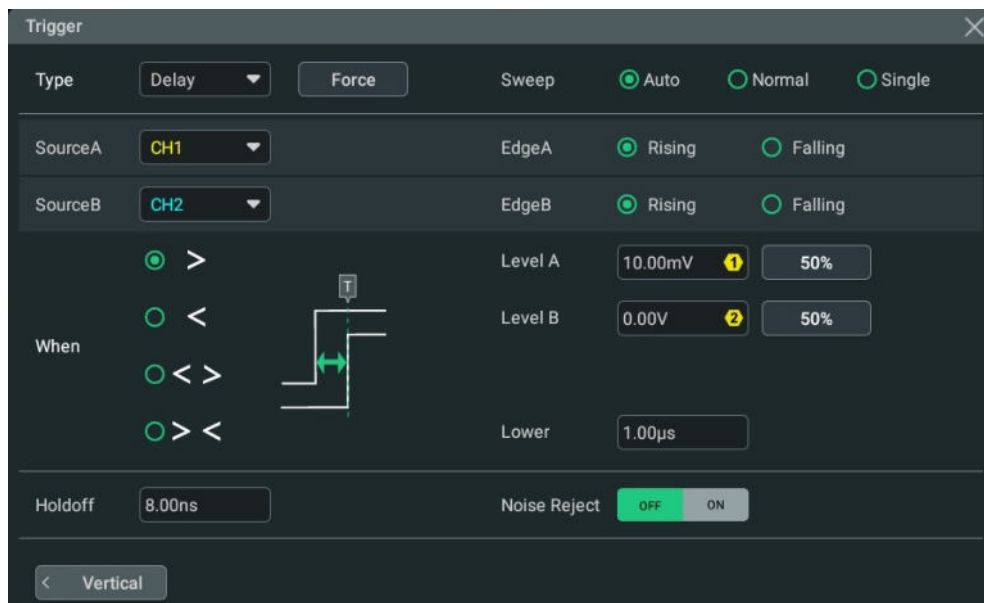 Trigger
Type Delay Force Sweep Auto Normal Single
SourceA CH1 EdgeA Rising Falling
SourceB CH2 EdgeB Rising Falling
When
>
<
< >
> <
T
Level A 10.00mV 1 50%
Level B 0.00V 2 50%
Lower 1.00µs
Holdoff 8.00ns Noise Reject OFF ON
< Vertical